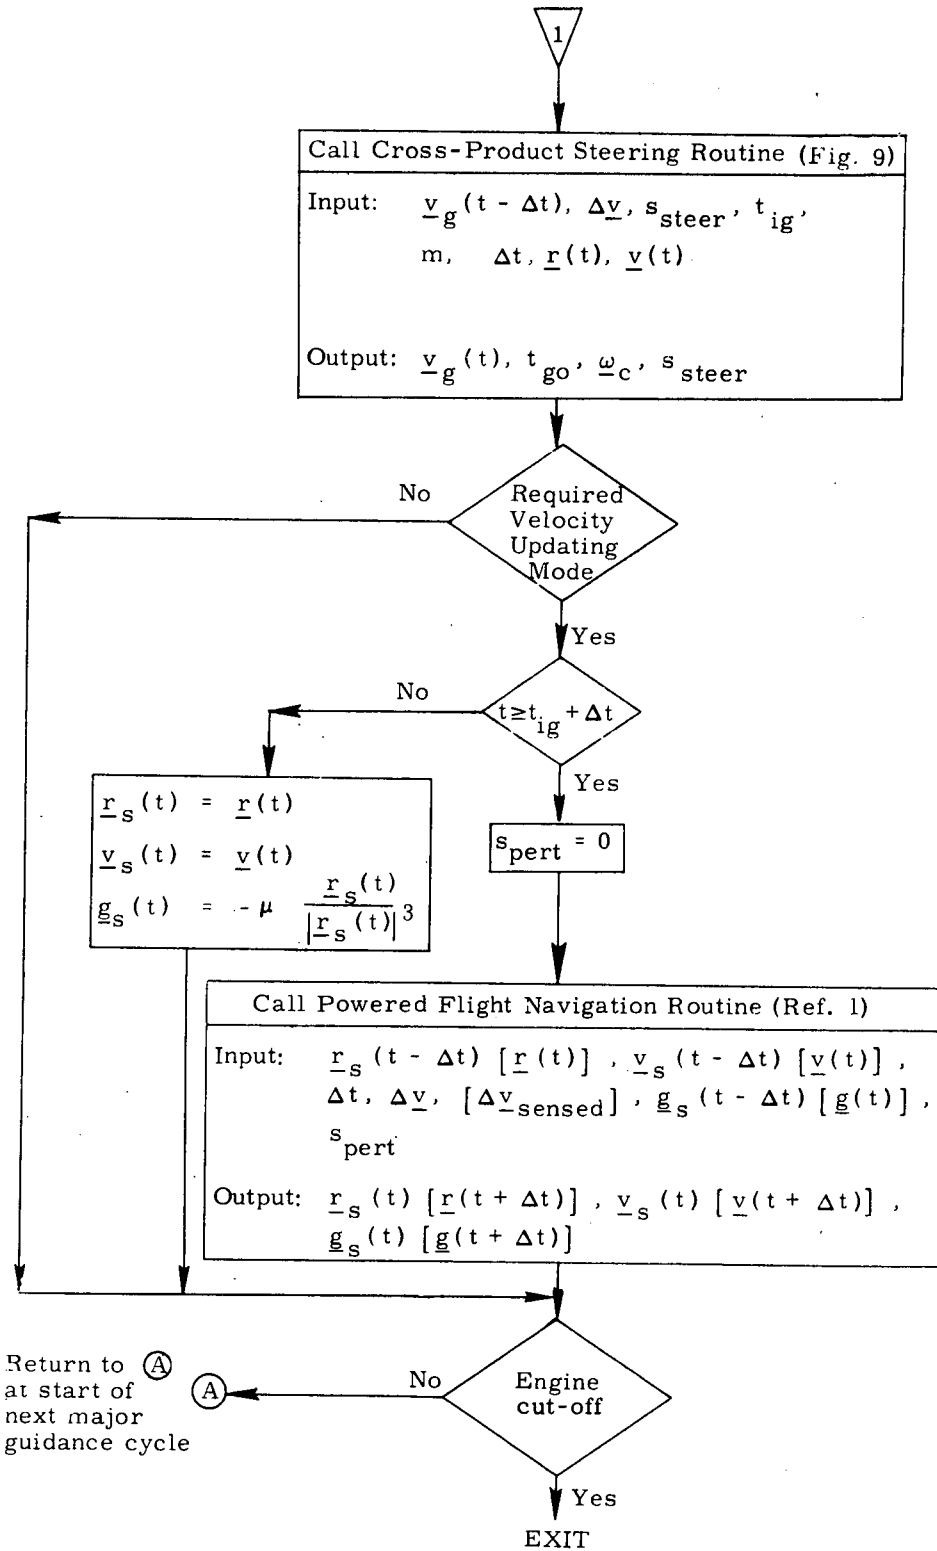 1
Call Cross-Product Steering Routine (Fig. 9)
Input: v_g(t - Δt), Δv, s_steer, t_ig,
m, Δt, r(t), v(t)
Output: v_g(t), t_go, ω_c, s_steer
No
Required
Velocity
Updating
Mode
Yes
No
t≥t_ig + Δt
Yes
r_s(t) = r(t)
v_s(t) = v(t)
g_s(t) = - μ r_s(t) / |r_s(t)|^3
s_pert = 0
Call Powered Flight Navigation Routine (Ref. 1)
Input: r_s(t - Δt) [r(t)], v_s(t - Δt) [v(t)],
Δt, Δv, [Δv_sensed], g_s(t - Δt) [g(t)],
s_pert
Output: r_s(t) [r(t + Δt)], v_s(t) [v(t + Δt)],
g_s(t) [g(t + Δt)]
Return to A
at start of
next major
guidance cycle
A
No
Engine
cut-off
Yes
EXIT